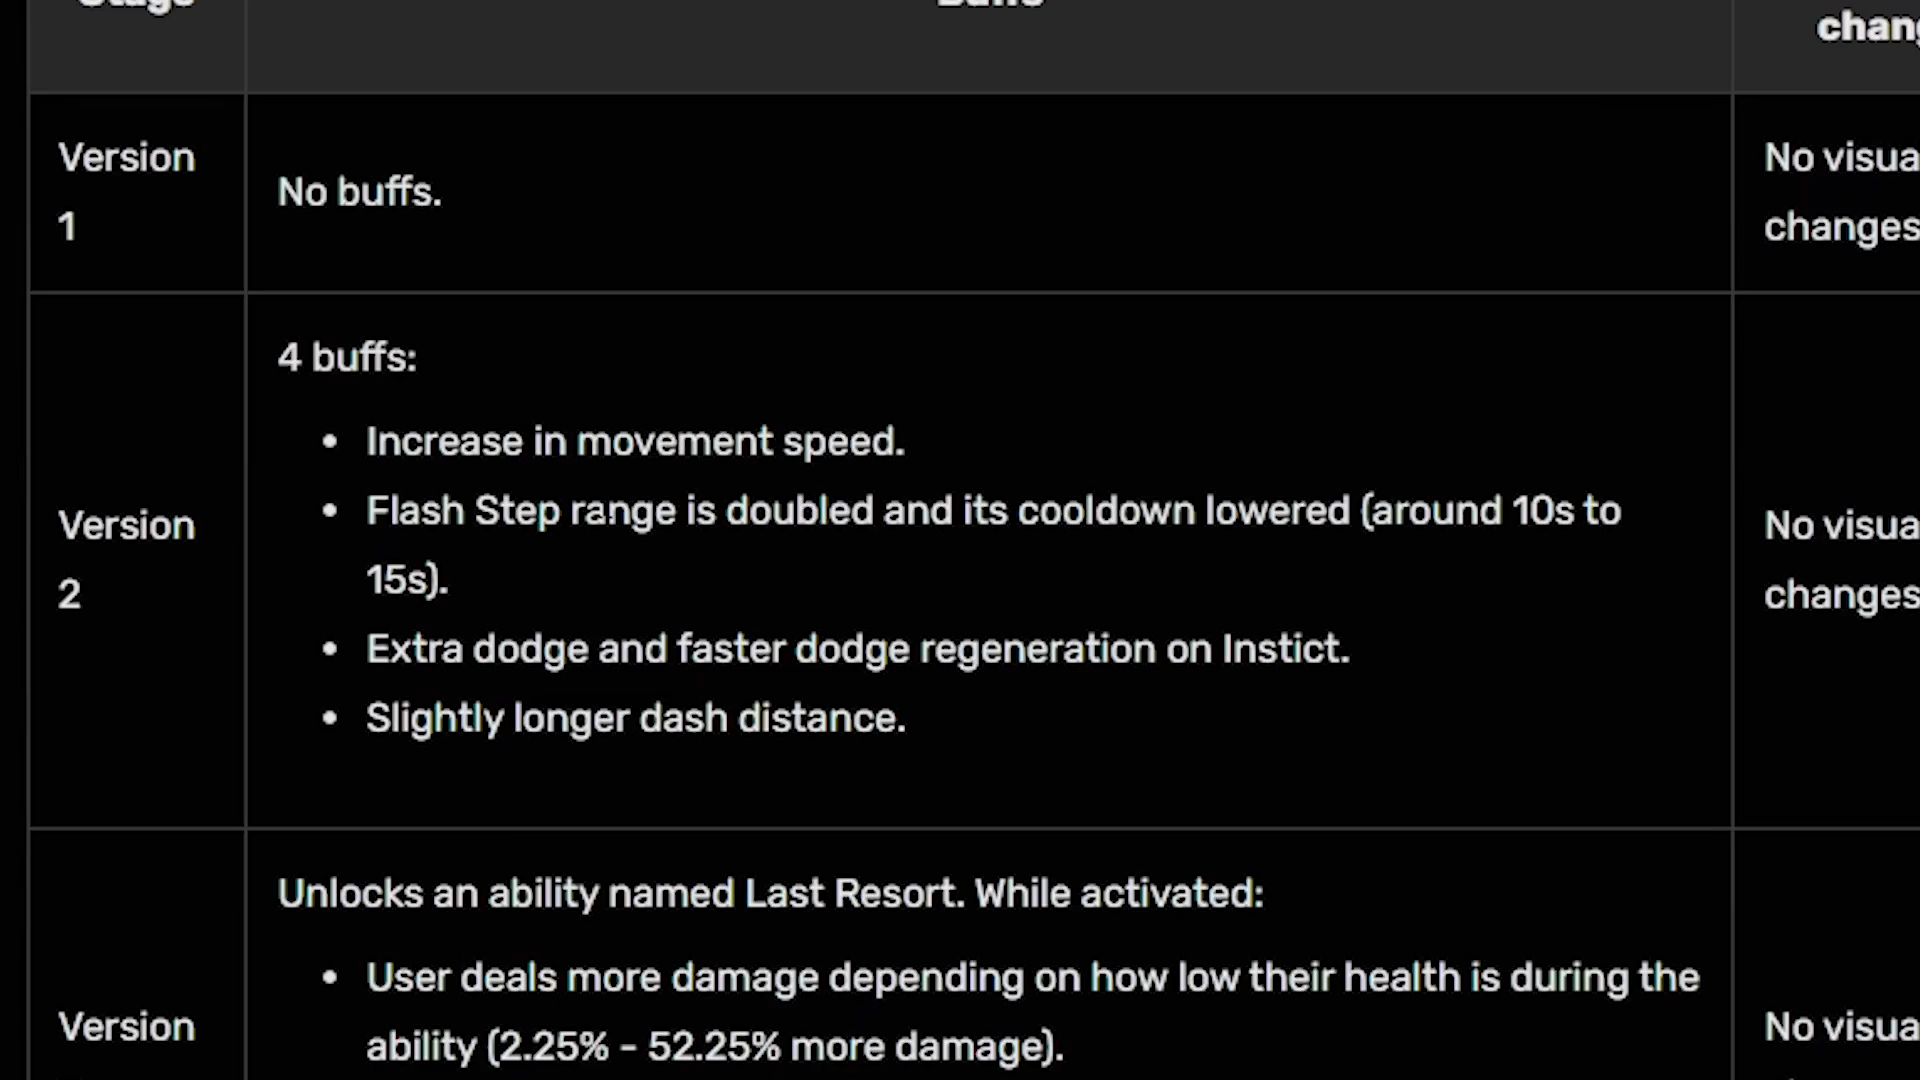 Stage
Buffs
Version
1
No buffs.
4 buffs:
Increase in movement speed.
Version
2
Flash Step range is doubled and its cooldown lowered (around 10s to
15s).
Extra dodge and faster dodge regeneration on Instict.
Slightly longer dash distance.
Unlocks an ability named Last Resort. While activated:
User deals more damage depending on how low their health is during the
ability (2.25% - 52.25% more damage).
Version
chang
No visua
changes
No visua
changes
No visua